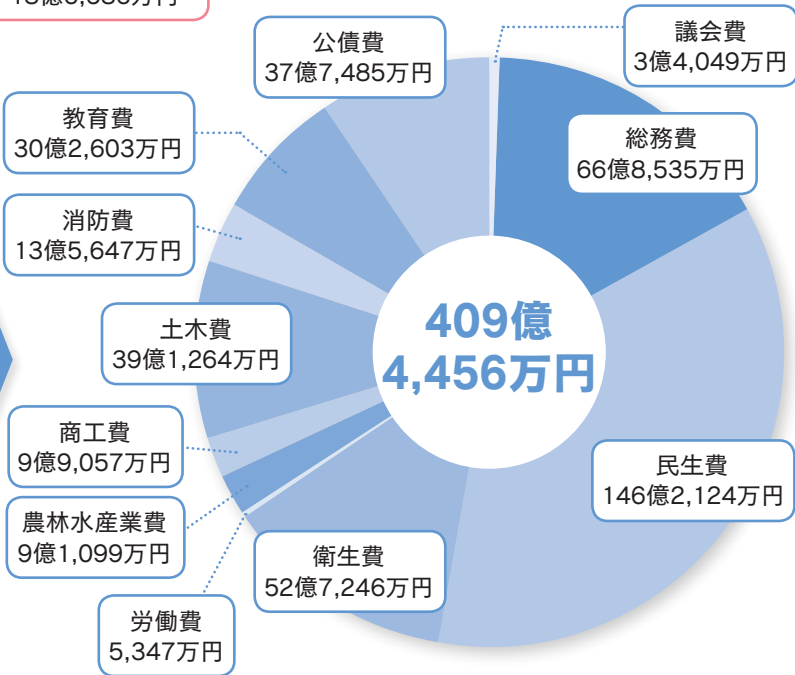 公債費
37億7,485万円
議会費
3億4,049万円
総務費
66億8,535万円
教育費
30億2,603万円
消防費
13億5,647万円
土木費
39億1,264万円
409億
4,456万円
商工費
9億9,057万円
民生費
146億2,124万円
農林水産業費
9億1,099万円
衛生費
52億7,246万円
労働費
5,347万円